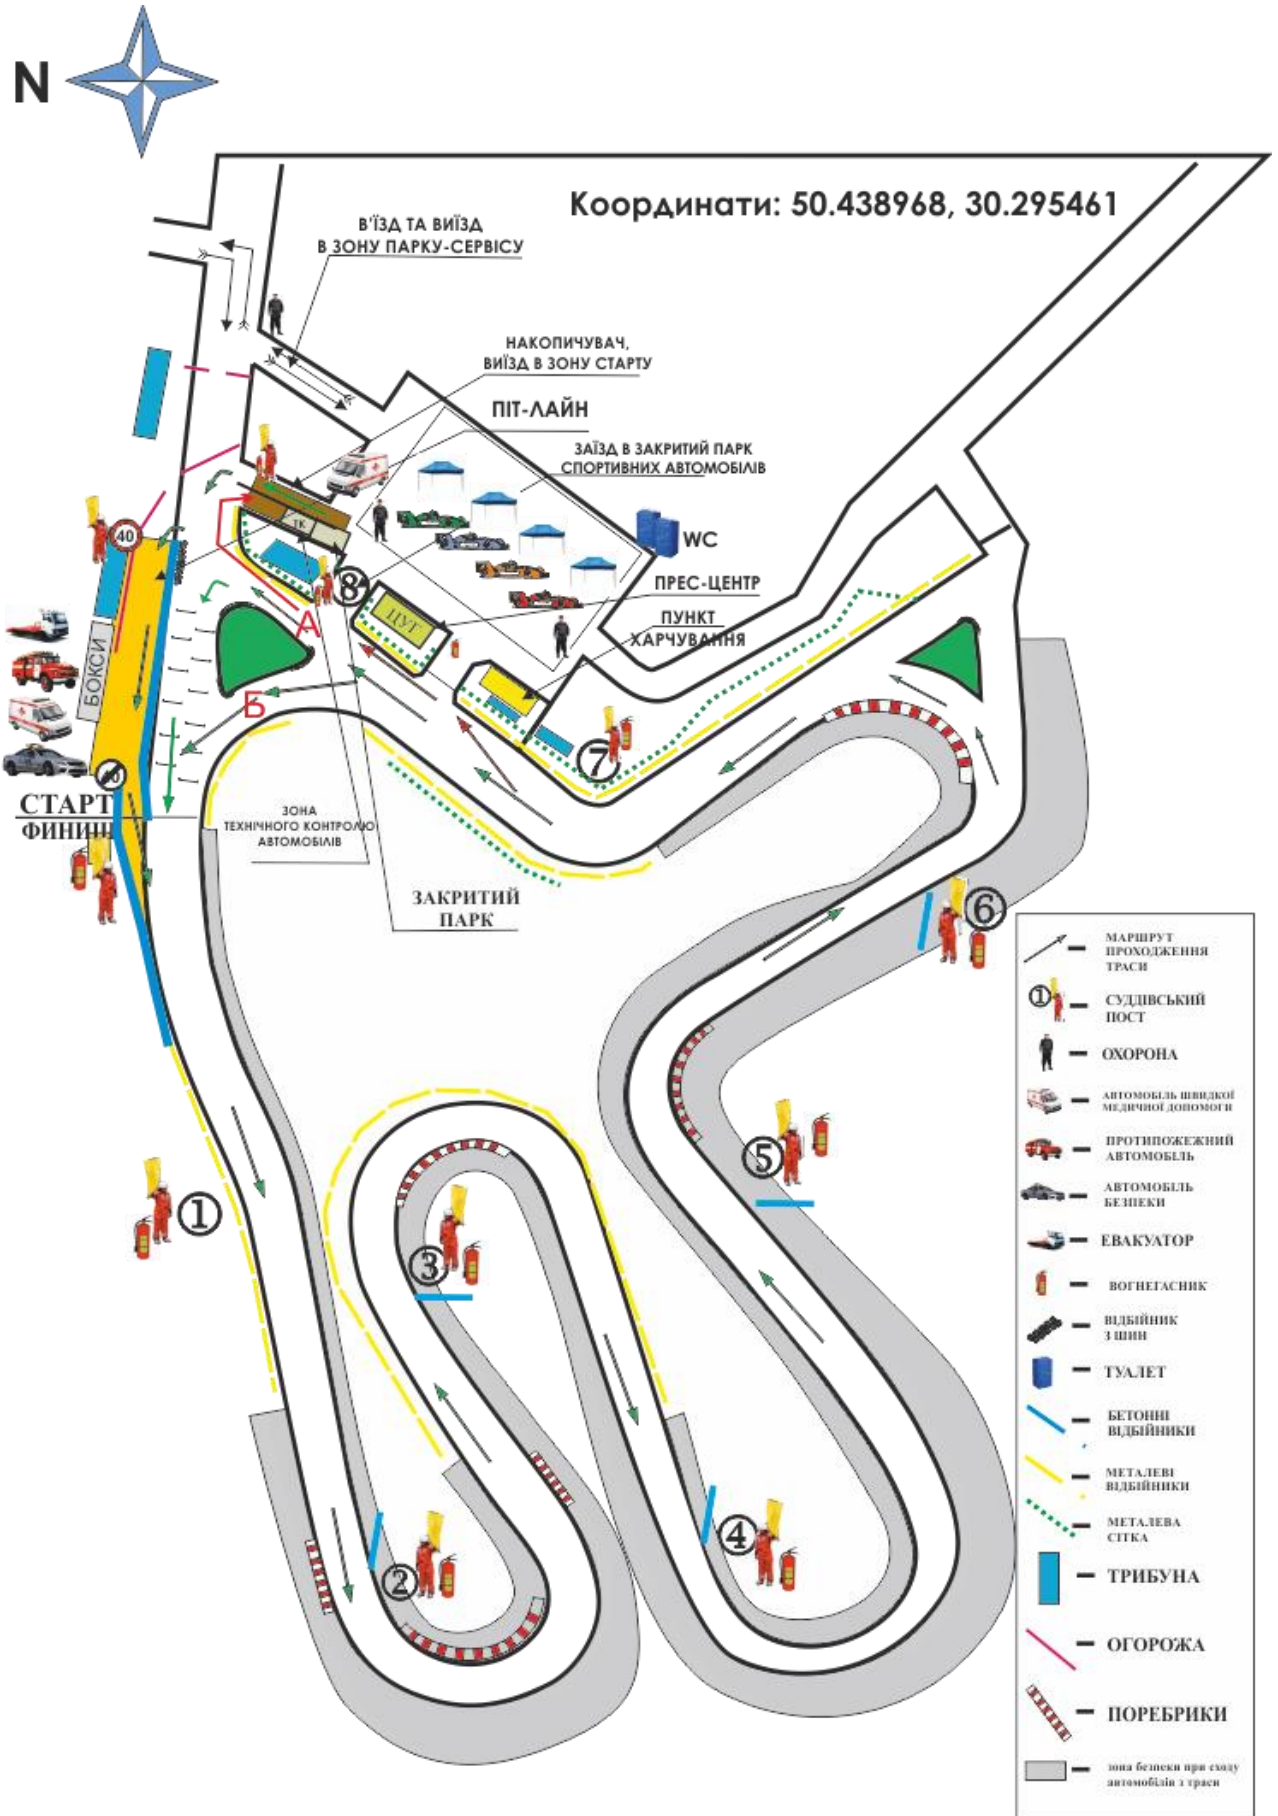 N
Координати: 50.438968, 30.295461
В'ЇЗД ТА ВИЇЗД
В ЗОНУ ПАРКУ-СЕРВІСУ
НАКОПИЧУВАЧ,
ВИЇЗД В ЗОНУ СТАРТУ
ПІТ-ЛАЙН
ЗАЇЗД В ЗАКРИТИЙ ПАРК
СПОРТИВНИХ АВТОМОБІЛІВ
40
ТК
WC
8
ПРЕС-ЦЕНТР
ЦУГ
ПУНКТ
ХАРЧУВАННЯ
А
БОКСИ
Б
7
СТАРТ
ФИНИШ
ЗОНА
ТЕХНІЧНОГО КОНТРОЛЮ
АВТОМОБІЛІВ
ЗАКРИТИЙ
ПАРК
6
5
1
3
4
2
МАРШРУТ
ПРОХОДЖЕННЯ
ТРАСИ
1
СУДДІВСЬКИЙ
ПОСТ
ОХОРОНА
АВТОМОБІЛЬ ШВИДКОЇ
МЕДИЧНОЇ ДОПОМОГИ
ПРОТИПОЖЕЖНИЙ
АВТОМОБІЛЬ
АВТОМОБІЛЬ
БЕЗПЕКИ
ЕВАКУАТОР
ВОГНЕГАСНИК
ВІДБІЙНИК
З ШИН
ТУАЛЕТ
БЕТОННІ
ВІДБІЙНИКИ
МЕТАЛЕВІ
ВІДБІЙНИКИ
МЕТАЛЕВА
СІТКА
ТРИБУНА
ОГОРОЖА
ПОРЕБРИКИ
зона безпеки при сходу
автомобілів з траси